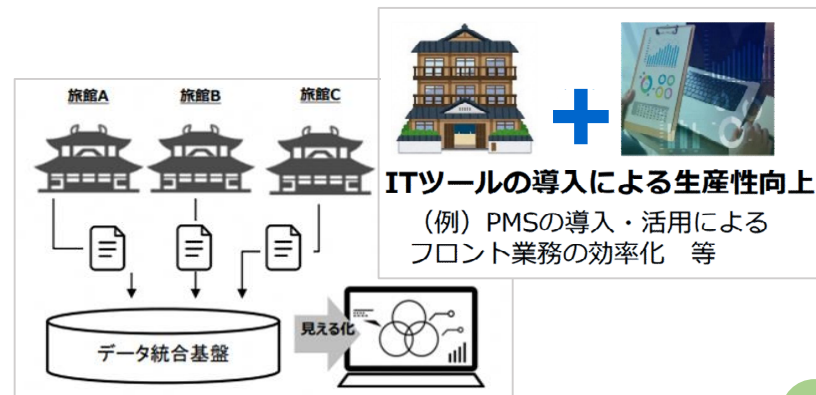 旅館A
旅館B
旅館C
データ統合基盤
見える化
ITツールの導入による生産性向上
（例）PMSの導入・活用による
フロント業務の効率化　等